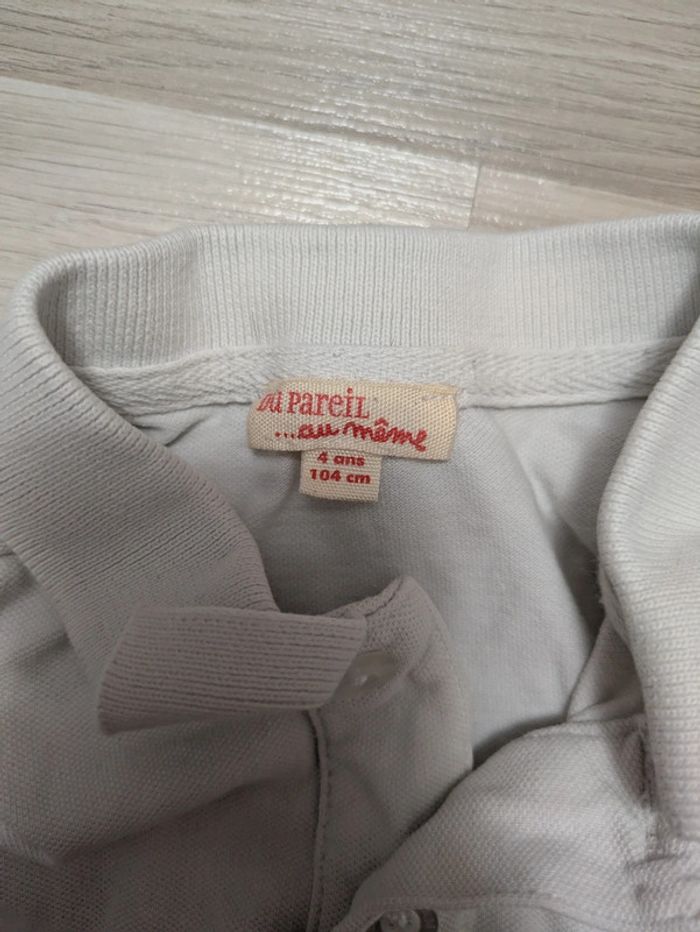 DU PAREIL
...au même
4 ans
104 cm